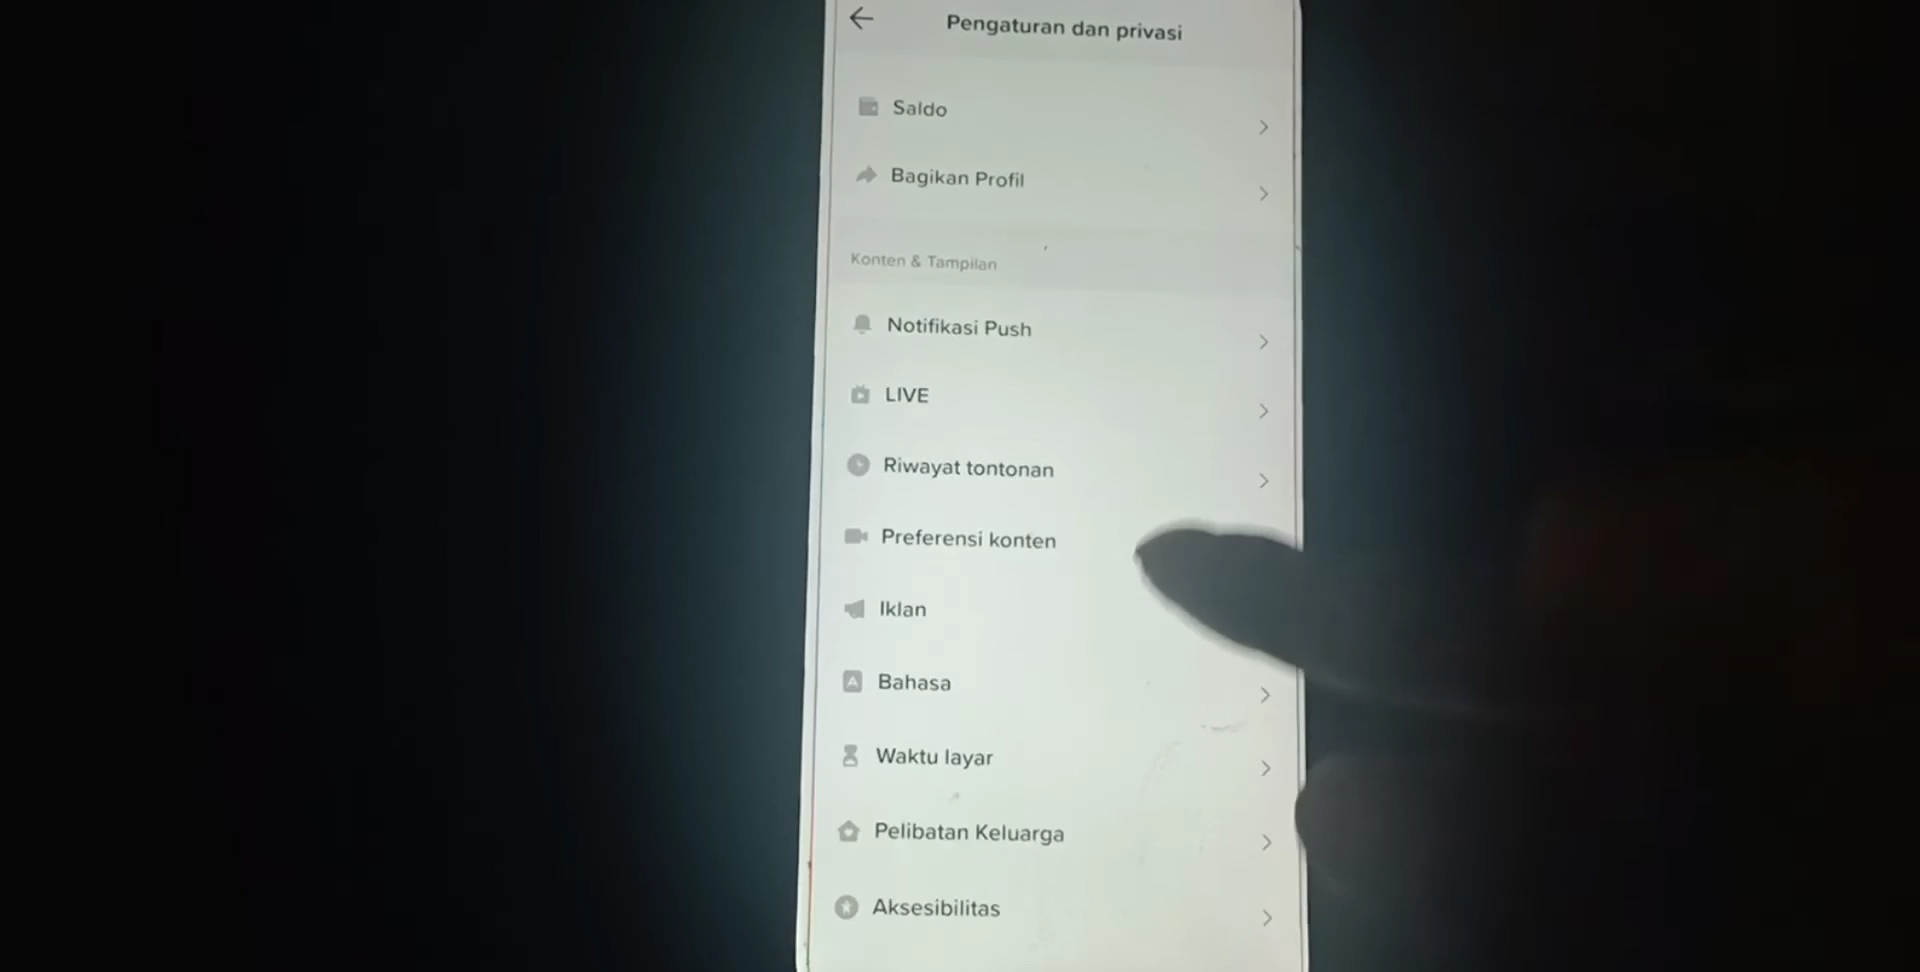 Pengaturan dan privasi
Saldo
Bagikan Profil
Konten & Tampilan
Notifikasi Push
LIVE
Riwayat tontonan
Preferensi konten
Iklan
Bahasa
Waktu layar
Pelibatan Keluarga
Aksesibilitas